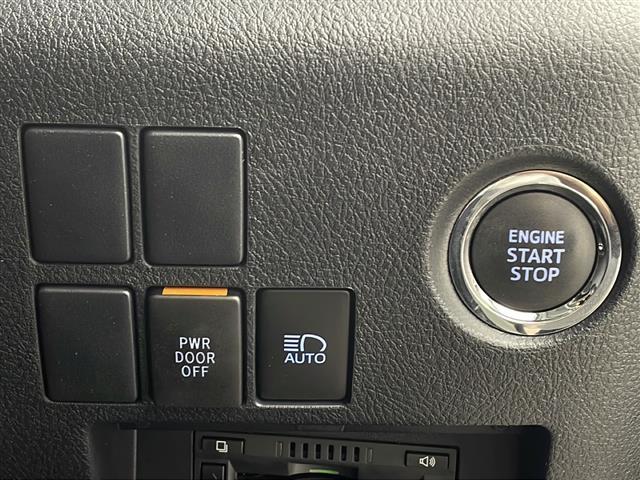 ENGINE
START
STOP
PWR
DOOR
OFF
AUTO